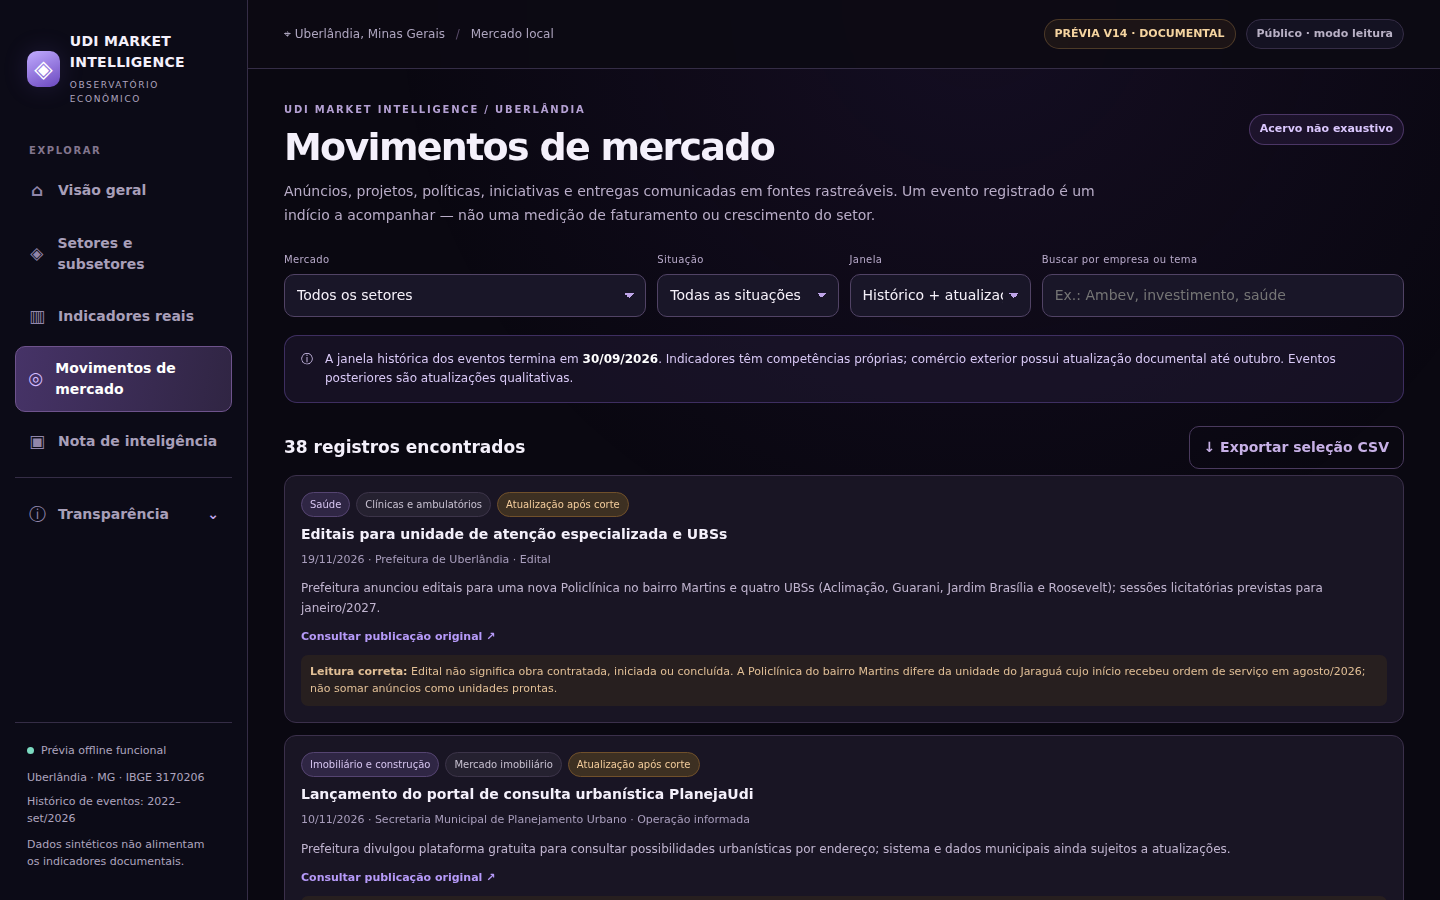 UDI MARKET
INTELLIGENCE
OBSERVATÓRIO
ECONÔMICO
EXPLORAR
Visão geral
Setores e
subsetores
Indicadores reais
Movimentos de
mercado
Nota de inteligência
Transparência
Prévia offline funcional
Uberlândia · MG · IBGE 3170206
Histórico de eventos: 2022–
set/2026
Dados sintéticos não alimentam
os indicadores documentais.
Uberlândia, Minas Gerais / Mercado local
PRÉVIA V14 · DOCUMENTAL
Público · modo leitura
UDI MARKET INTELLIGENCE / UBERLÂNDIA
Movimentos de mercado
Acervo não exaustivo
Anúncios, projetos, políticas, iniciativas e entregas comunicadas em fontes rastreáveis. Um evento registrado é um
indício a acompanhar — não uma medição de faturamento ou crescimento do setor.
Mercado
Todos os setores
Situação
Todas as situações
Janela
Histórico + atualizaç
Buscar por empresa ou tema
Ex.: Ambev, investimento, saúde
A janela histórica dos eventos termina em 30/09/2026. Indicadores têm competências próprias; comércio exterior possui atualização documental até outubro. Eventos
posteriores são atualizações qualitativas.
38 registros encontrados
↓ Exportar seleção CSV
Saúde
Clínicas e ambulatórios
Atualização após corte
Editais para unidade de atenção especializada e UBSs
19/11/2026 · Prefeitura de Uberlândia · Edital
Prefeitura anunciou editais para uma nova Policlínica no bairro Martins e quatro UBSs (Aclimação, Guarani, Jardim Brasília e Roosevelt); sessões licitatórias previstas para
janeiro/2027.
Consultar publicação original ↗
Leitura correta: Edital não significa obra contratada, iniciada ou concluída. A Policlínica do bairro Martins difere da unidade do Jaraguá cujo início recebeu ordem de serviço em agosto/2026;
não somar anúncios como unidades prontas.
Imobiliário e construção
Mercado imobiliário
Atualização após corte
Lançamento do portal de consulta urbanística PlanejaUdi
10/11/2026 · Secretaria Municipal de Planejamento Urbano · Operação informada
Prefeitura divulgou plataforma gratuita para consultar possibilidades urbanísticas por endereço; sistema e dados municipais ainda sujeitos a atualizações.
Consultar publicação original ↗